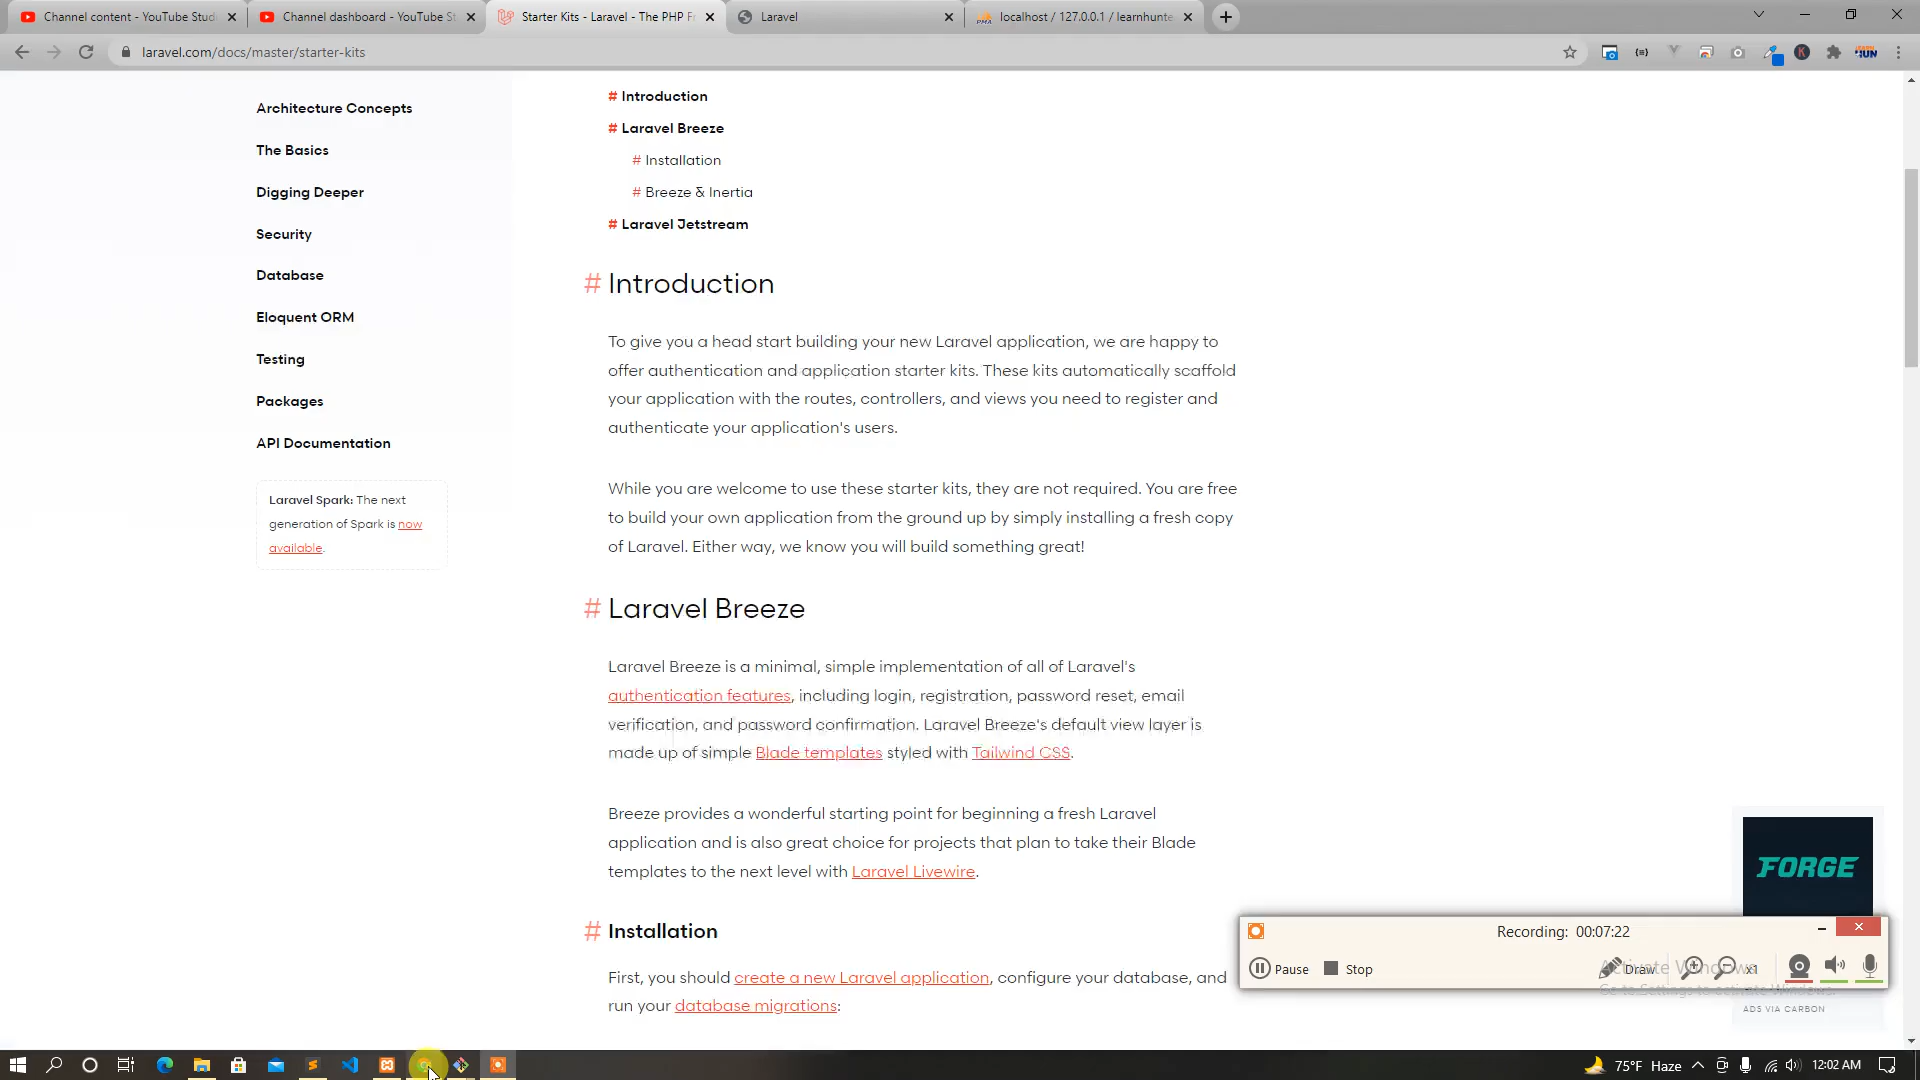 Channel content - YouTube Stud
Channel dashboard - YouTube St
Starter Kits - Laravel - The PHP Fr
Laravel
localhost / 127.0.0.1 / learnhunte
laravel.com/docs/master/starter-kits
Architecture Concepts
The Basics
Digging Deeper
Security
Database
Eloquent ORM
Testing
Packages
API Documentation
Laravel Spark: The next
generation of Spark is now
available.
# Introduction
# Laravel Breeze
# Installation
# Breeze & Inertia
# Laravel Jetstream
# Introduction
To give you a head start building your new Laravel application, we are happy to
offer authentication and application starter kits. These kits automatically scaffold
your application with the routes, controllers, and views you need to register and
authenticate your application's users.
While you are welcome to use these starter kits, they are not required. You are free
to build your own application from the ground up by simply installing a fresh copy
of Laravel. Either way, we know you will build something great!
# Laravel Breeze
Laravel Breeze is a minimal, simple implementation of all of Laravel's
authentication features, including login, registration, password reset, email
verification, and password confirmation. Laravel Breeze's default view layer is
made up of simple Blade templates styled with Tailwind CSS.
Breeze provides a wonderful starting point for beginning a fresh Laravel
application and is also great choice for projects that plan to take their Blade
templates to the next level with Laravel Livewire.
# Installation
First, you should create a new Laravel application, configure your database, and
run your database migrations:
FORGE
Recording: 00:07:22
Pause
Stop
Draw
x1
Activate Windows
Go to Settings to activate Windows.
ADS VIA CARBON
75°F Haze
12:02 AM